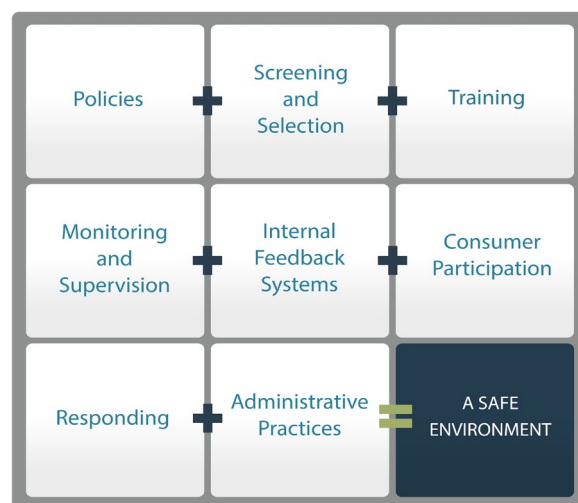 Policies
+
Screening
and
Selection
+
Training
Monitoring
and
Supervision
+
Internal
Feedback
Systems
+
Consumer
Participation
Responding
+
Administrative
Practices
=
A SAFE
ENVIRONMENT